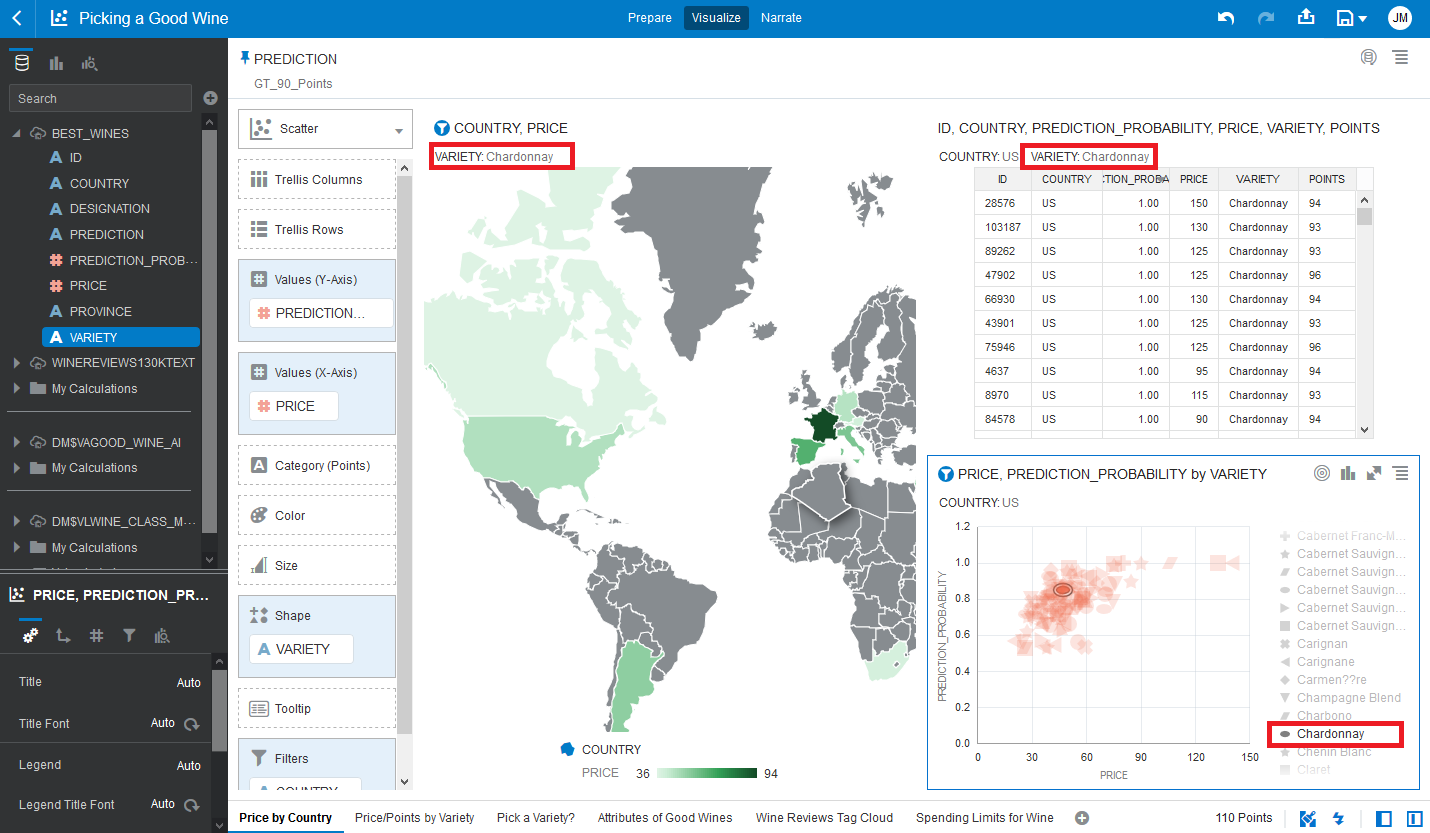 Picking a Good Wine
Prepare Visualize Narrate
JM
Search
BEST_WINES
A ID
A COUNTRY
A DESIGNATION
A PREDICTION
# PREDICTION_PROB...
# PRICE
A PROVINCE
A VARIETY
WINEREVIEWS130KTEXT
My Calculations
DM$VAGOOD_WINE_AI
My Calculations
DM$VLWINE_CLASS_M...
My Calculations
PRICE, PREDICTION_PR...
Title Auto
Title Font Auto
Legend Auto
Legend Title Font Auto
PREDICTION
GT_90_Points
Scatter
Trellis Columns
Trellis Rows
Values (Y-Axis)
# PREDICTION...
Values (X-Axis)
# PRICE
Category (Points)
Color
Size
Shape
A VARIETY
Tooltip
Filters
COUNTRY
COUNTRY, PRICE
VARIETY: Chardonnay
COUNTRY
PRICE 36 94
ID, COUNTRY, PREDICTION_PROBABILITY, PRICE, VARIETY, POINTS
COUNTRY: US VARIETY: Chardonnay
ID COUNTRY CTION_PROBA PRICE VARIETY POINTS
28576 US 1.00 150 Chardonnay 94
103187 US 1.00 130 Chardonnay 93
89262 US 1.00 125 Chardonnay 93
47902 US 1.00 125 Chardonnay 96
66930 US 1.00 130 Chardonnay 94
43901 US 1.00 125 Chardonnay 93
75946 US 1.00 125 Chardonnay 96
4637 US 1.00 95 Chardonnay 94
8970 US 1.00 115 Chardonnay 93
84578 US 1.00 90 Chardonnay 94
PRICE, PREDICTION_PROBABILITY by VARIETY
COUNTRY: US
PREDICTION_PROBABILITY
1.2
1.0
0.8
0.6
0.4
0.2
0.0
0 30 60 90 120 150
PRICE
Cabernet Franc-M...
Cabernet Sauvign...
Cabernet Sauvign...
Cabernet Sauvign...
Cabernet Sauvign...
Cabernet Sauvign...
Carignan
Carignane
Carmen??re
Champagne Blend
Charbono
Chardonnay
Chenin Blanc
Claret
Price by Country Price/Points by Variety Pick a Variety? Attributes of Good Wines Wine Reviews Tag Cloud Spending Limits for Wine
110 Points